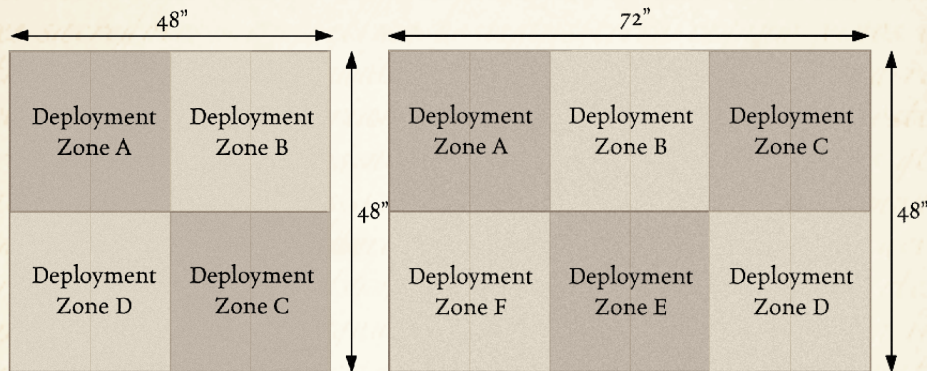 48”
72”
Deployment
Zone A
Deployment
Zone B
48”
Deployment
Zone D
Deployment
Zone C
Deployment
Zone A
Deployment
Zone B
Deployment
Zone C
48”
Deployment
Zone F
Deployment
Zone E
Deployment
Zone D